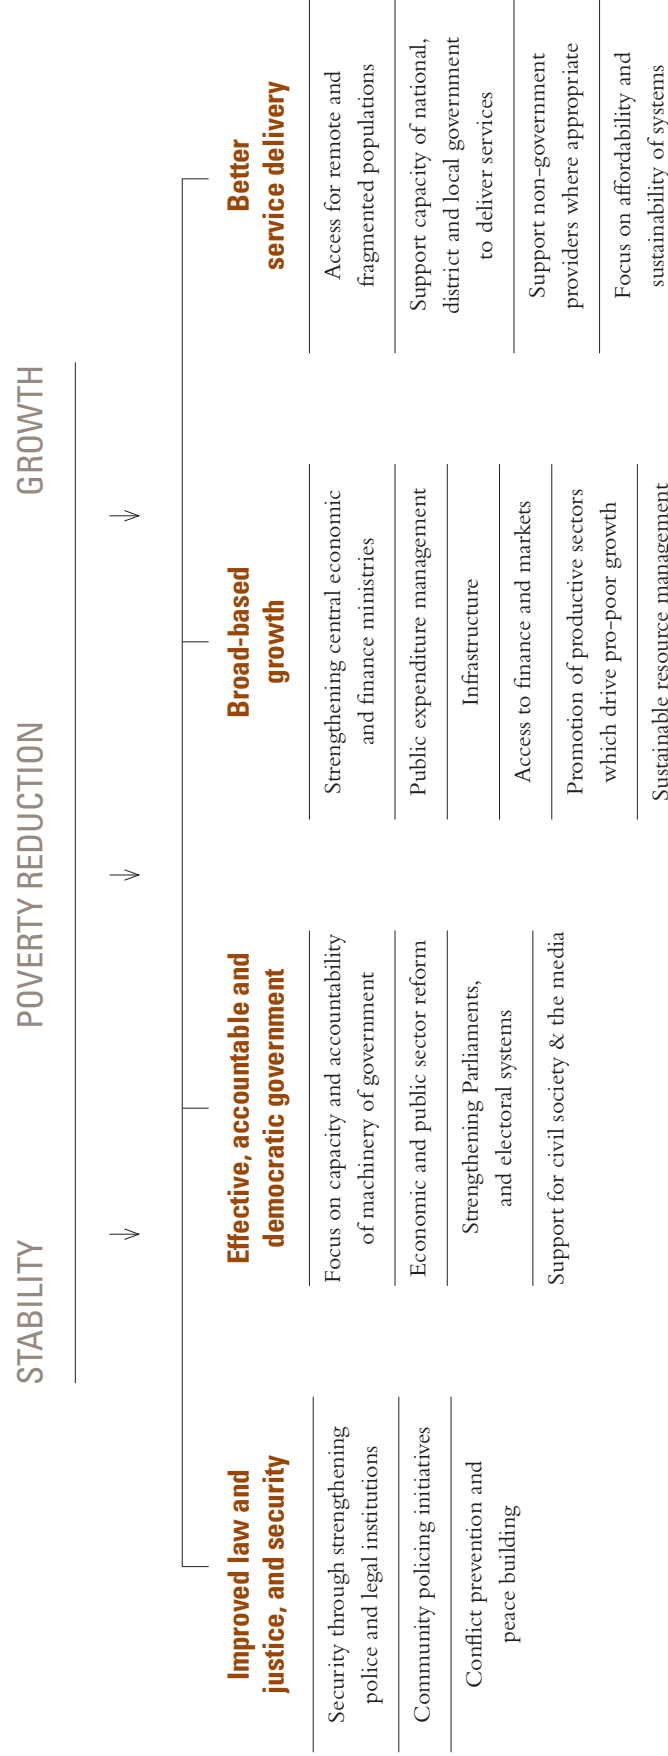 STABILITY
POVERTY REDUCTION
GROWTH
Improved law and
justice, and security
Security through strengthening
police and legal institutions
Community policing initiatives
Conflict prevention and
peace building
Effective, accountable and
democratic government
Focus on capacity and accountability
of machinery of government
Economic and public sector reform
Strengthening Parliaments,
and electoral systems
Support for civil society & the media
Broad-based
growth
Strengthening central economic
and finance ministries
Public expenditure management
Infrastructure
Access to finance and markets
Promotion of productive sectors
which drive pro-poor growth
Sustainable resource management
Better
service delivery
Access for remote and
fragmented populations
Support capacity of national,
district and local government
to deliver services
Support non-government
providers where appropriate
Focus on affordability and
sustainability of systems